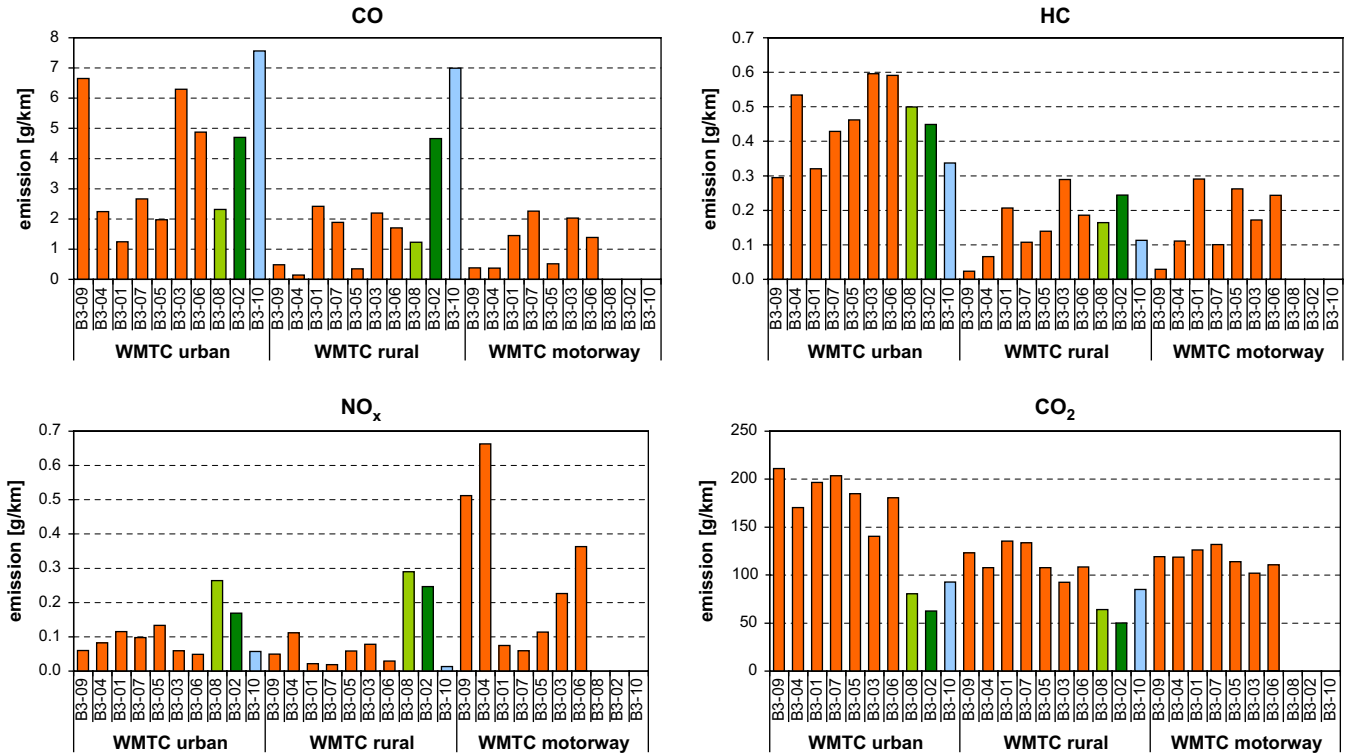 CO
emission [g/km]
8
7
6
5
4
3
2
1
0
B3-09 B3-04 B3-01 B3-07 B3-05 B3-03 B3-06 B3-08 B3-02 B3-10 B3-09 B3-04 B3-01 B3-07 B3-05 B3-03 B3-06 B3-08 B3-02 B3-10 B3-09 B3-04 B3-01 B3-07 B3-05 B3-03 B3-06 B3-08 B3-02 B3-10
WMTC urban WMTC rural WMTC motorway
HC
emission [g/km]
0.7
0.6
0.5
0.4
0.3
0.2
0.1
0.0
B3-09 B3-04 B3-01 B3-07 B3-05 B3-03 B3-06 B3-08 B3-02 B3-10 B3-09 B3-04 B3-01 B3-07 B3-05 B3-03 B3-06 B3-08 B3-02 B3-10 B3-09 B3-04 B3-01 B3-07 B3-05 B3-03 B3-06 B3-08 B3-02 B3-10
WMTC urban WMTC rural WMTC motorway
NOx
emission [g/km]
0.7
0.6
0.5
0.4
0.3
0.2
0.1
0.0
B3-09 B3-04 B3-01 B3-07 B3-05 B3-03 B3-06 B3-08 B3-02 B3-10 B3-09 B3-04 B3-01 B3-07 B3-05 B3-03 B3-06 B3-08 B3-02 B3-10 B3-09 B3-04 B3-01 B3-07 B3-05 B3-03 B3-06 B3-08 B3-02 B3-10
WMTC urban WMTC rural WMTC motorway
CO2
emission [g/km]
250
200
150
100
50
0
B3-09 B3-04 B3-01 B3-07 B3-05 B3-03 B3-06 B3-08 B3-02 B3-10 B3-09 B3-04 B3-01 B3-07 B3-05 B3-03 B3-06 B3-08 B3-02 B3-10 B3-09 B3-04 B3-01 B3-07 B3-05 B3-03 B3-06 B3-08 B3-02 B3-10
WMTC urban WMTC rural WMTC motorway